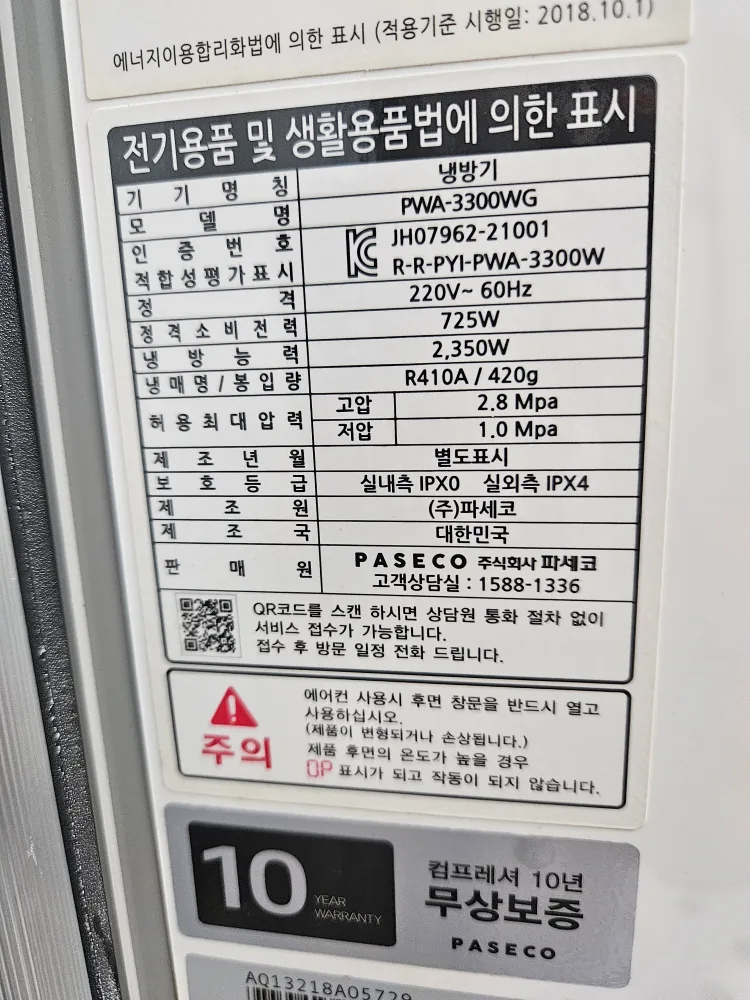 에너지이용합리화법에 의한 표시 (적용기준 시행일: 2018.10.1)
전기용품 및 생활용품법에 의한 표시
기기명칭 냉방기
모델명 PWA-3300WG
인증번호 JH07962-21001
적합성평가표시 R-R-PYI-PWA-3300W
정격 220V~ 60Hz
정격소비전력 725W
냉방능력 2,350W
냉매명/봉입량 R410A / 420g
허용최대압력 고압 2.8 Mpa
저압 1.0 Mpa
제조년월 별도표시
보호등급 실내측 IPX0 실외측 IPX4
제조원 (주)파세코
제조국 대한민국
판매원 PASECO 주식회사 파세코
고객상담실 : 1588-1336
QR코드를 스캔 하시면 상담원 통화 절차 없이
서비스 접수가 가능합니다.
접수 후 방문 일정 전화 드립니다.
주의
에어컨 사용시 후면 창문을 반드시 열고
사용하십시오.
(제품이 변형되거나 손상됩니다.)
제품 후면의 온도가 높을 경우
OP 표시가 되고 작동이 되지 않습니다.
10 YEAR
WARRANTY
컴프레셔 10년
무상보증
PASECO
AQ13218A05729